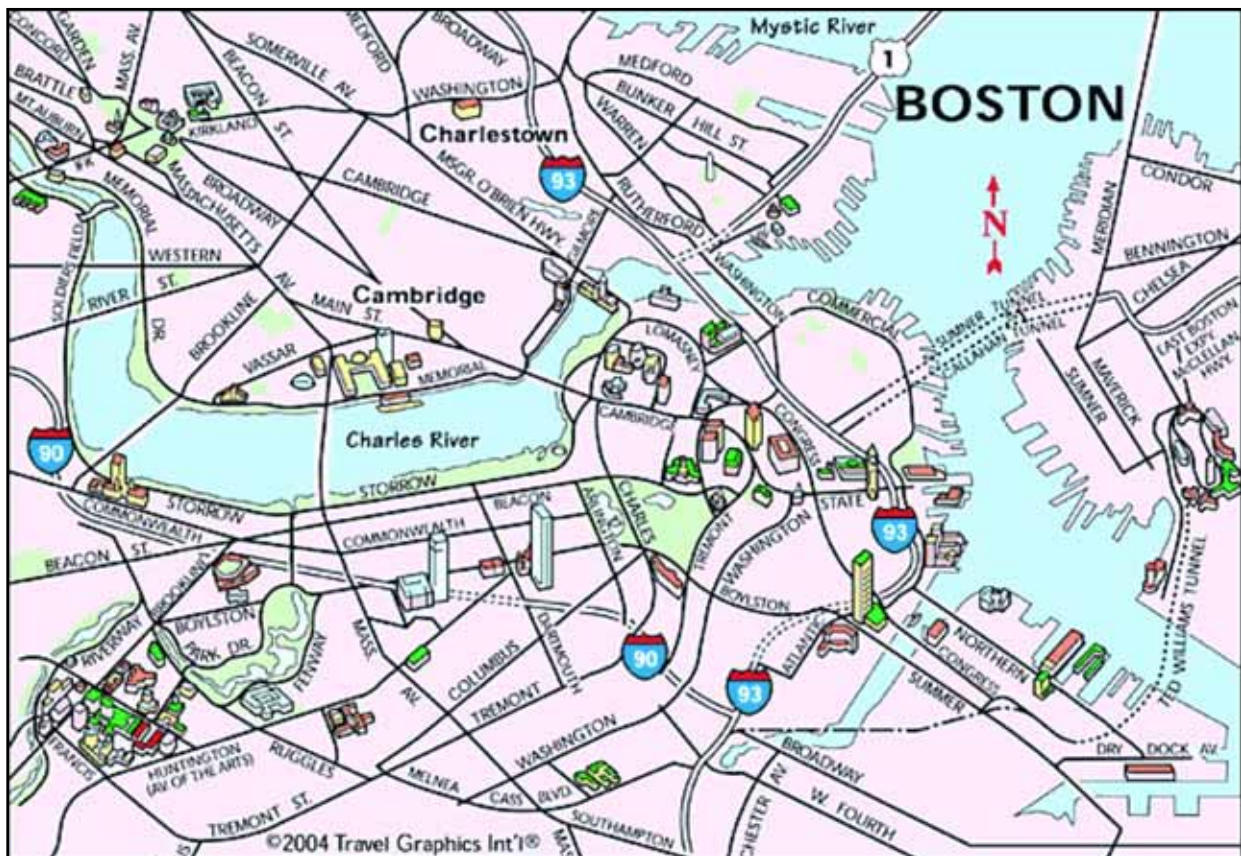 Mystic River
1
BOSTON
GARDEN
CONCORD
MASS AV.
BEACON ST.
SOMERVILLE AV.
MEDFORD
BROADWAY
WASHINGTON
MEDFORD
BUNKER HILL ST.
WARREN
BRATTLE
MT. AUBURN
KIRKLAND
Charlestown
93
MSGR. O'BRIEN HWY.
RUTHERFORD
CAMBRIDGE
JFK
MEMORIAL DR.
MASSACHUSETTS AV.
BROADWAY
GILMORE
WASHINGTON
N
MERIDIAN
CONDOR
BENNINGTON
CHELSEA
SOLDIERS FIELD
WESTERN
RIVER ST.
BROOKLINE
MAIN ST.
Cambridge
VASSAR
MEMORIAL
LOMASNEY
COMMERCIAL
SUMNER TUNNEL
CALLAHAN TUNNEL
EAST BOSTON EXPY
McCLELLAN HWY.
MAVERICK
SUMNER
90
Charles River
CAMBRIDGE
CONGRESS
STORROW
STORROW
COMMONWEALTH
COMMONWEALTH
BEACON
ARLINGTON
CHARLES
TREMONT
WASHINGTON
STATE
93
BEACON ST.
BROOKLINE
BOYLSTON
BOYLSTON
RIVERWAY
PARK DR.
FENWAY
MASS. AV.
COLUMBUS
DARTMOUTH
TREMONT
90
93
ATLANTIC
NORTHERN
CONGRESS
SUMMER
TED WILLIAMS TUNNEL
FRANCIS
HUNTINGTON
(AV. OF THE ARTS)
RUGGLES
WASHINGTON
MELNEA CASS BLVD
BROADWAY
DRY DOCK AV.
TREMONT ST.
SOUTHAMPTON
W. FOURTH
©2004 Travel Graphics Int'l®